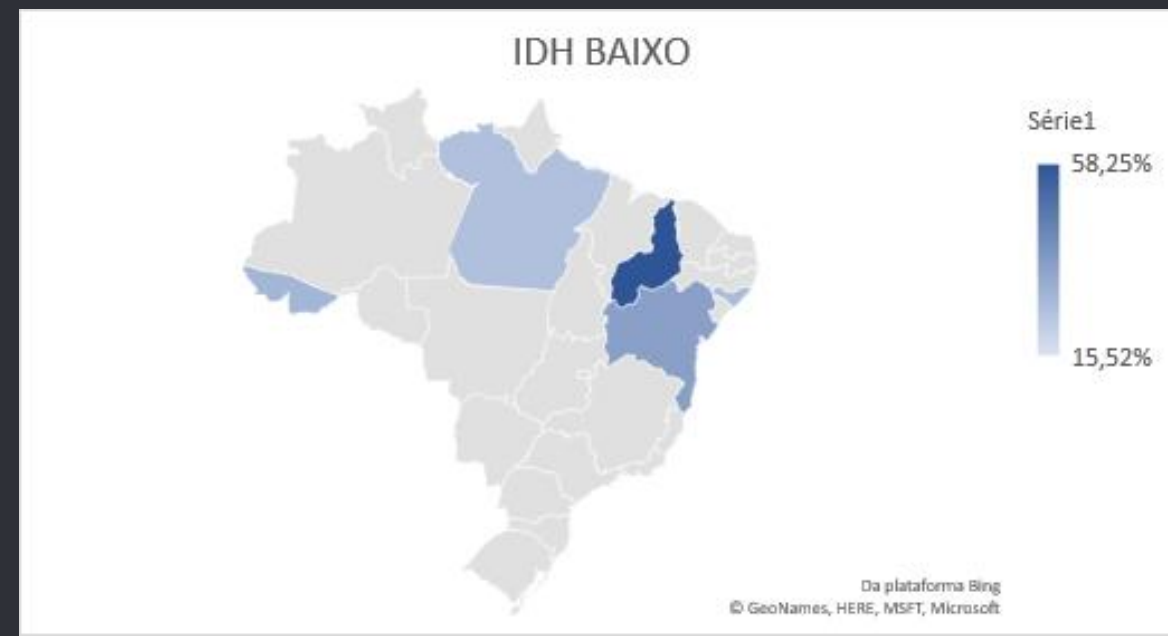 IDH BAIXO
Série1
58,25%
15,52%
Da plataforma Bing
© GeoNames, HERE, MSFT, Microsoft